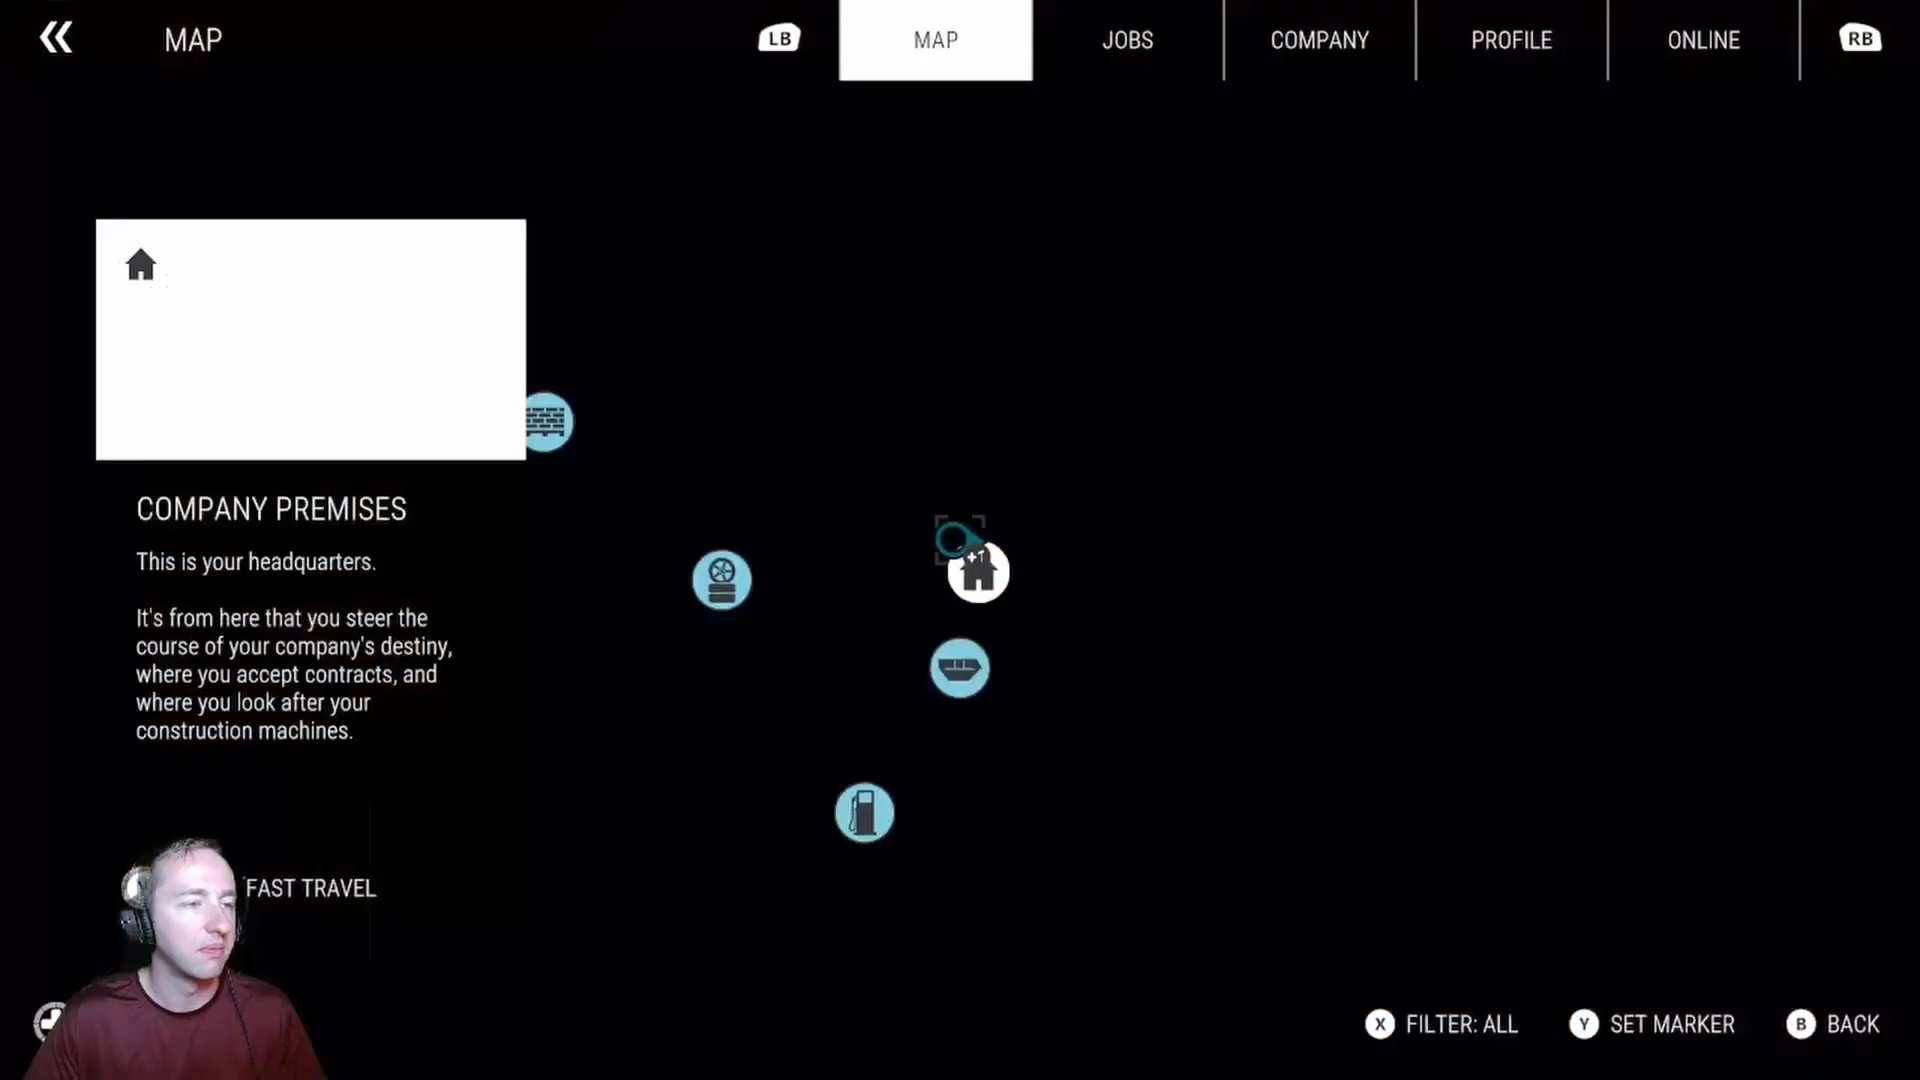 MAP
LB
MAP
JOBS
COMPANY
PROFILE
ONLINE
RB
COMPANY PREMISES
This is your headquarters.
It's from here that you steer the
course of your company's destiny,
where you accept contracts, and
where you look after your
construction machines.
FAST TRAVEL
X FILTER: ALL
Y SET MARKER
B BACK